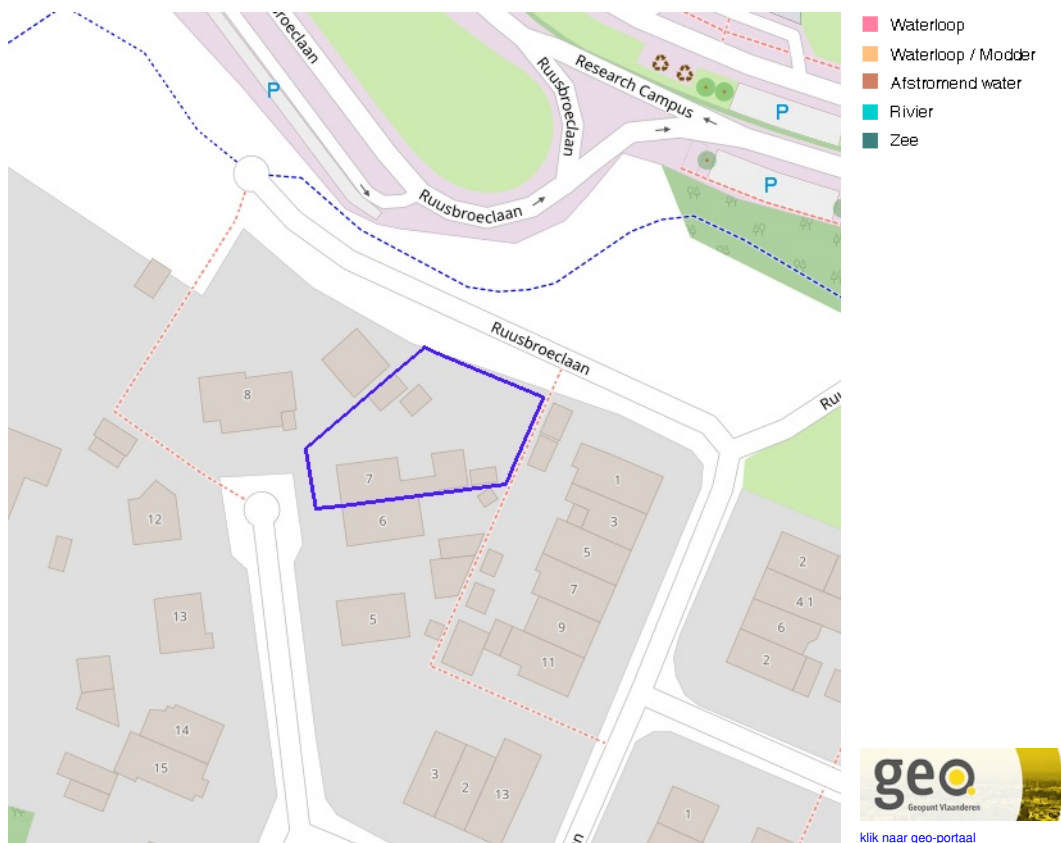 Ruusbroeclaan
P
Ruusbroeclaan
Research Campus
P
P
Ruusbroeclaan
Ruusbroeclaan
8
7
6
5
12
13
14
15
1
3
5
7
9
11
2
4 1
6
2
3
2
13
1
Waterloop
Waterloop / Modder
Afstromend water
Rivier
Zee
geo
Geopunt Vlaanderen
klik naar geo-portaal